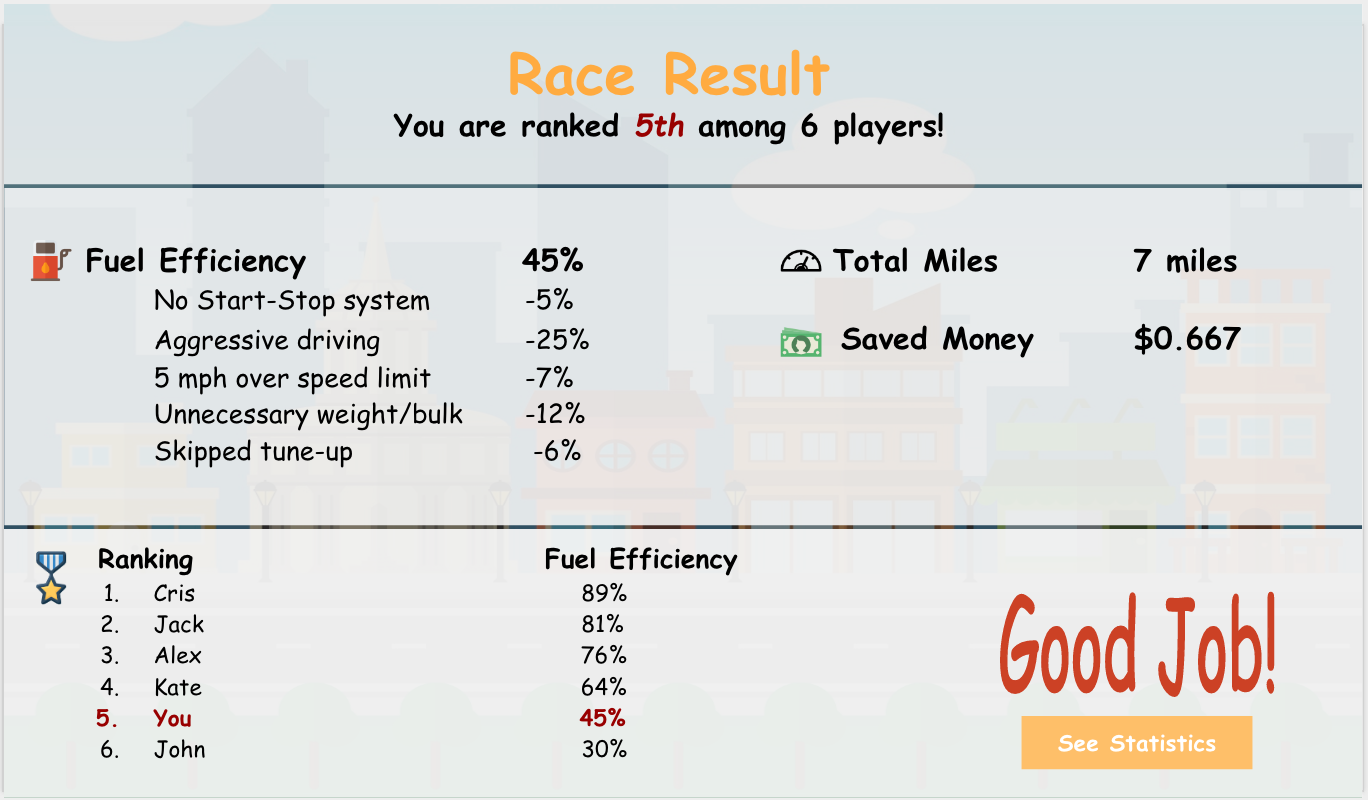 Race Result
You are ranked 5th among 6 players!
Fuel Efficiency 45%
No Start-Stop system -5%
Aggressive driving -25%
5 mph over speed limit -7%
Unnecessary weight/bulk -12%
Skipped tune-up -6%
Total Miles 7 miles
Saved Money $0.667
Ranking Fuel Efficiency
1. Cris 89%
2. Jack 81%
3. Alex 76%
4. Kate 64%
5. You 45%
6. John 30%
Good Job!
See Statistics